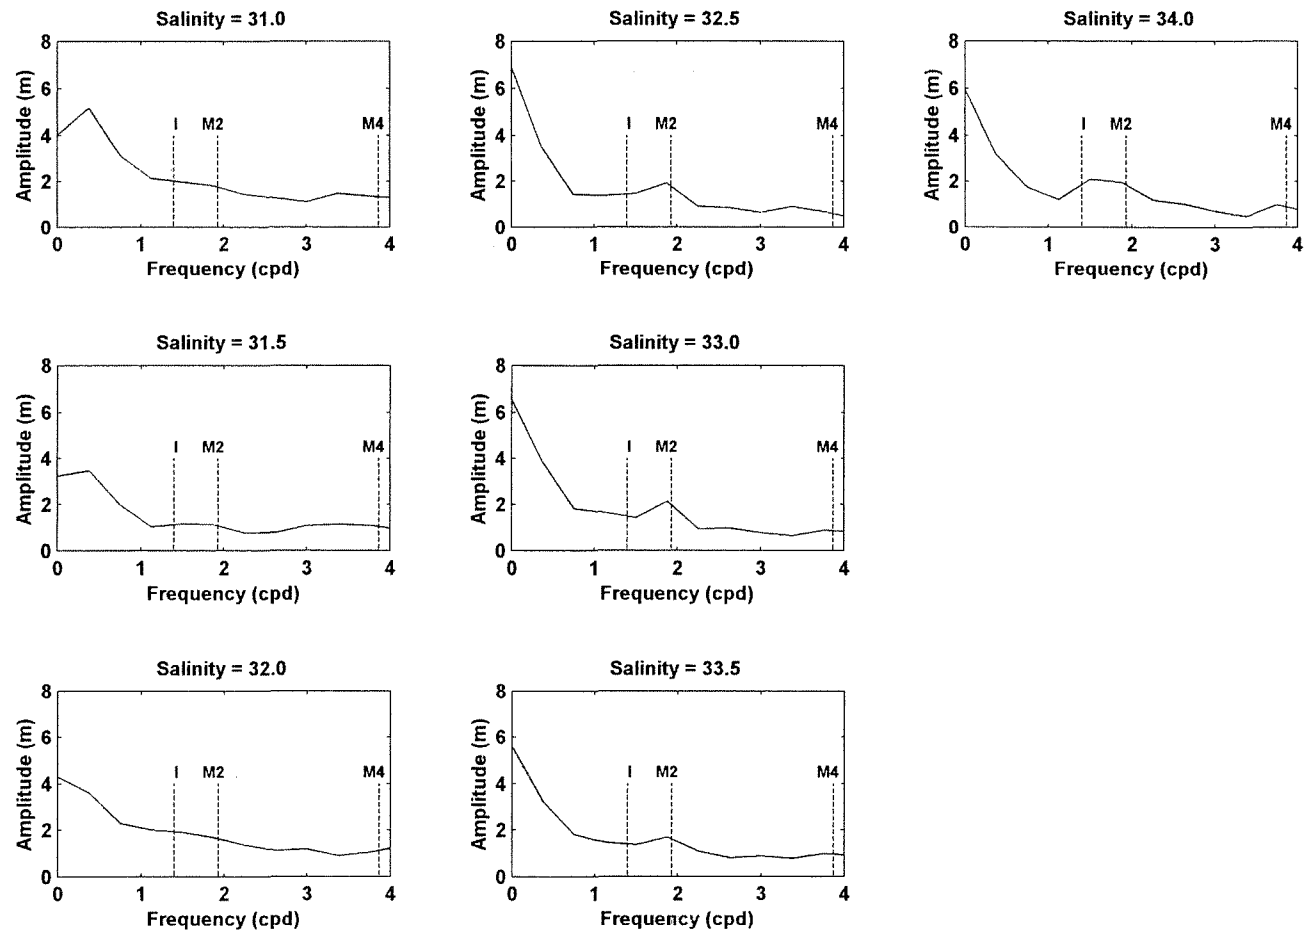 Salinity = 31.0
8
6
4
2
0
Amplitude (m)
I
M2
M4
0 1 2 3 4
Frequency (cpd)
Salinity = 31.5
8
6
4
2
0
Amplitude (m)
I
M2
M4
0 1 2 3 4
Frequency (cpd)
Salinity = 32.0
8
6
4
2
0
Amplitude (m)
I
M2
M4
0 1 2 3 4
Frequency (cpd)
Salinity = 32.5
8
6
4
2
0
Amplitude (m)
I
M2
M4
0 1 2 3 4
Frequency (cpd)
Salinity = 33.0
8
6
4
2
0
Amplitude (m)
I
M2
M4
0 1 2 3 4
Frequency (cpd)
Salinity = 33.5
8
6
4
2
0
Amplitude (m)
I
M2
M4
0 1 2 3 4
Frequency (cpd)
Salinity = 34.0
8
6
4
2
0
Amplitude (m)
I
M2
M4
0 1 2 3 4
Frequency (cpd)